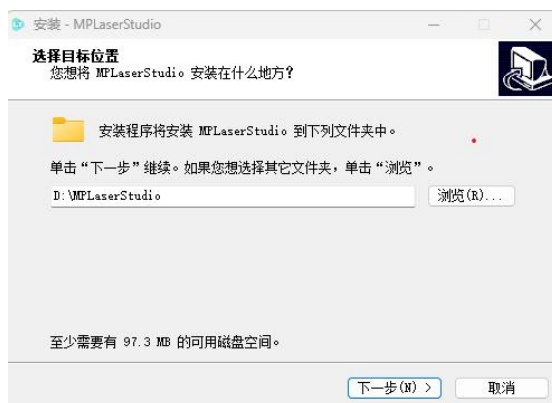 安装 - MPLaserStudio
选择目标位置
您想将 MPLaserStudio 安装在什么地方?
安装程序将安装 MPLaserStudio 到下列文件夹中。
单击“下一步”继续。如果您想选择其它文件夹，单击“浏览”。
D:\MPLaserStudio
浏览(R)...
至少需要有 97.3 MB 的可用磁盘空间。
下一步(N) >
取消